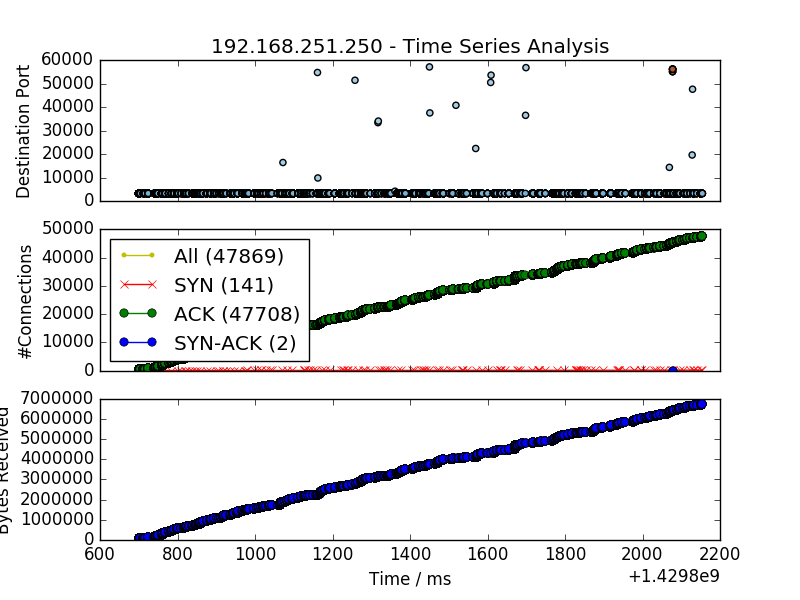 192.168.251.250 - Time Series Analysis
Destination Port
60000
50000
40000
30000
20000
10000
0
#Connections
50000
40000
30000
20000
10000
0
All (47869)
SYN (141)
ACK (47708)
SYN-ACK (2)
Bytes Received
7000000
6000000
5000000
4000000
3000000
2000000
1000000
0
600 800 1000 1200 1400 1600 1800 2000 2200
Time / ms
+1.4298e9